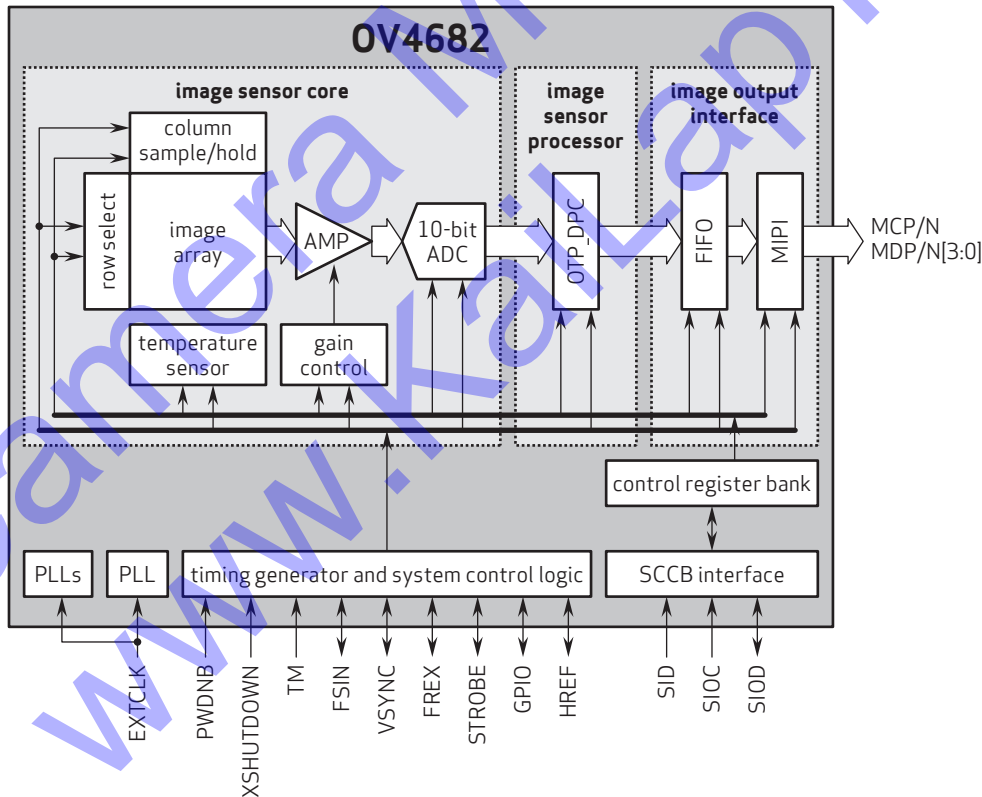 OV4682
image sensor core
image
sensor
processor
image output
interface
column
sample/hold
row select
image
array
AMP
10-bit
ADC
OTP_DPC
FIFO
MIPI
MCP/N
MDP/N[3:0]
temperature
sensor
gain
control
control register bank
PLLs
PLL
timing generator and system control logic
SCCB interface
EXTCLK
PWDNB
XSHUTDOWN
TM
FSIN
VSYNC
FREX
STROBE
GPIO
HREF
SID
SIOC
SIOD
www.KaiLap